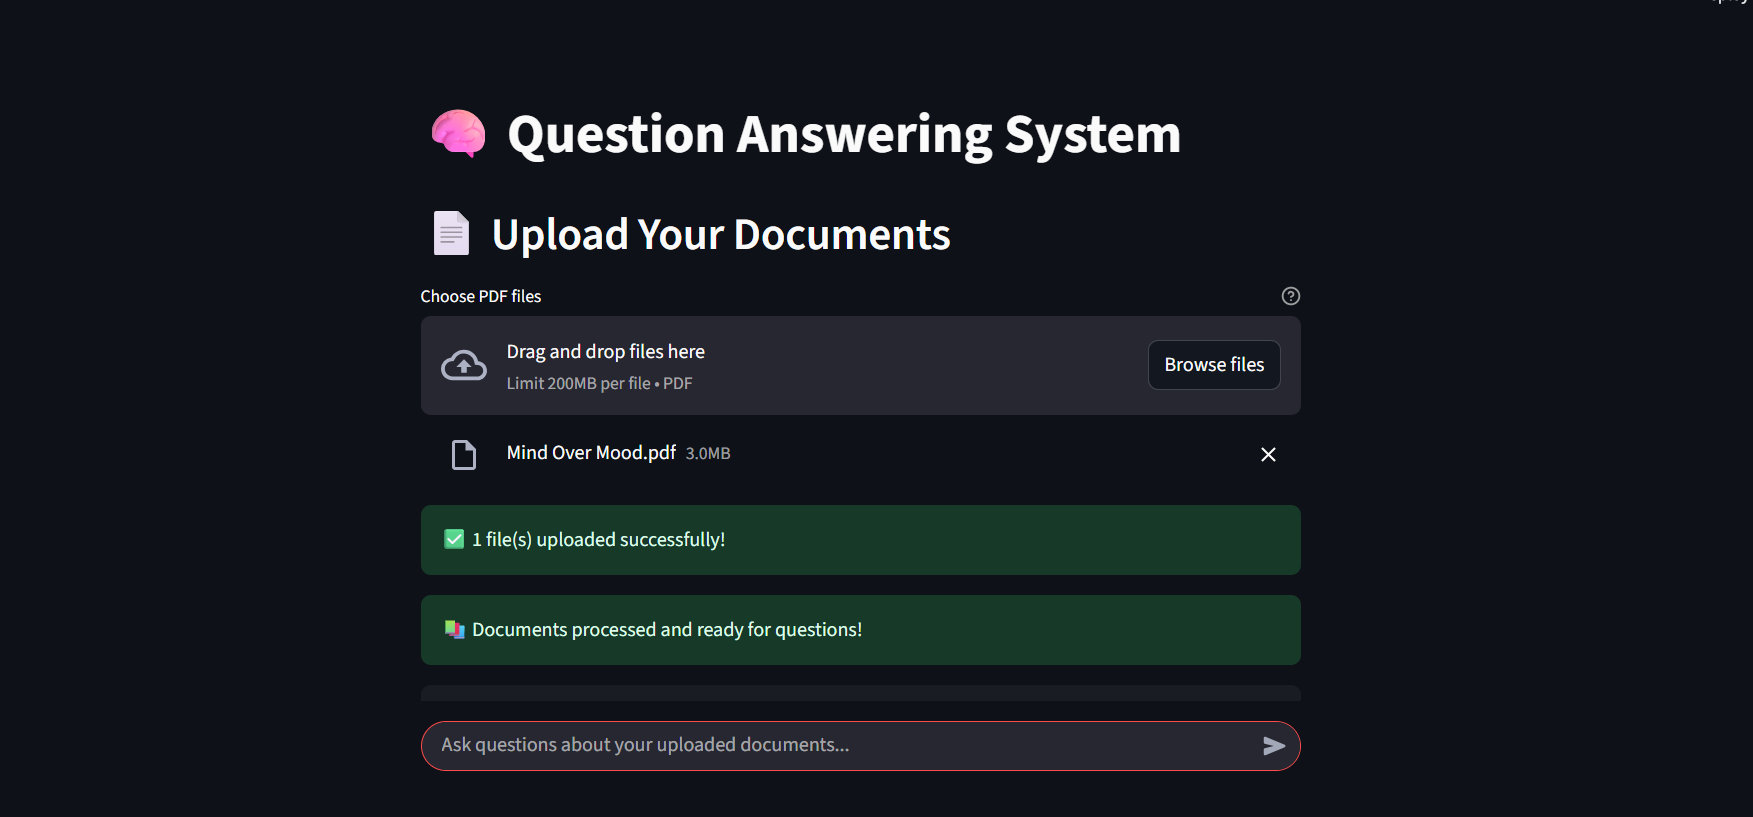 Question Answering System
Upload Your Documents
Choose PDF files
Drag and drop files here
Limit 200MB per file • PDF
Browse files
Mind Over Mood.pdf 3.0MB
1 file(s) uploaded successfully!
Documents processed and ready for questions!
Ask questions about your uploaded documents...